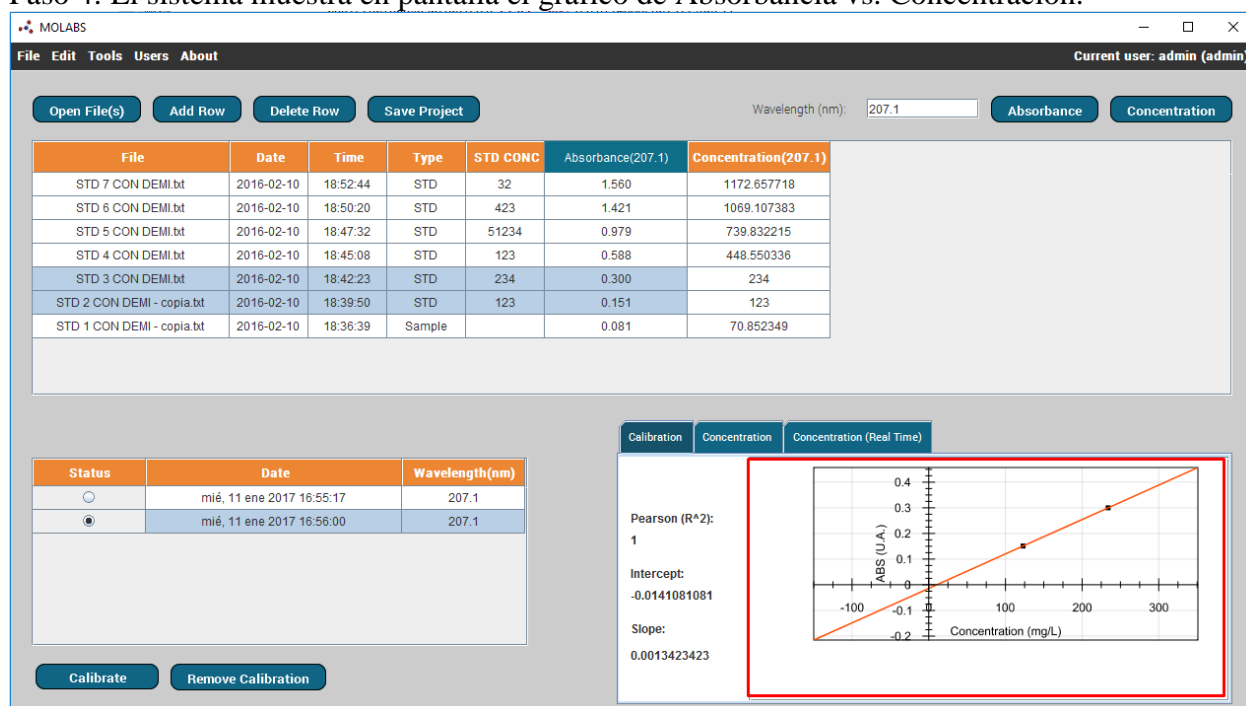 Paso 4: El sistema muestra en pantalla el gráfico de Absorbancia vs. Concentración.
MOLABS
File Edit Tools Users About Current user: admin (admin)
Open File(s) Add Row Delete Row Save Project Wavelength (nm): 207.1 Absorbance Concentration
File Date Time Type STD CONC Absorbance(207.1) Concentration(207.1)
STD 7 CON DEMI.txt 2016-02-10 18:52:44 STD 32 1.560 1172.657718
STD 6 CON DEMI.txt 2016-02-10 18:50:20 STD 423 1.421 1069.107383
STD 5 CON DEMI.txt 2016-02-10 18:47:32 STD 51234 0.979 739.832215
STD 4 CON DEMI.txt 2016-02-10 18:45:08 STD 123 0.588 448.550336
STD 3 CON DEMI.txt 2016-02-10 18:42:23 STD 234 0.300 234
STD 2 CON DEMI - copia.txt 2016-02-10 18:39:50 STD 123 0.151 123
STD 1 CON DEMI - copia.txt 2016-02-10 18:36:39 Sample 0.081 70.852349
Calibration Concentration Concentration (Real Time)
Status Date Wavelength(nm)
mié, 11 ene 2017 16:55:17 207.1
mié, 11 ene 2017 16:56:00 207.1
Calibrate Remove Calibration
Pearson (R^2):
1
Intercept:
-0.0141081081
Slope:
0.0013423423
ABS (U.A.)
0.4
0.3
0.2
0.1
0
-0.1
-0.2
-100 0 100 200 300
Concentration (mg/L)